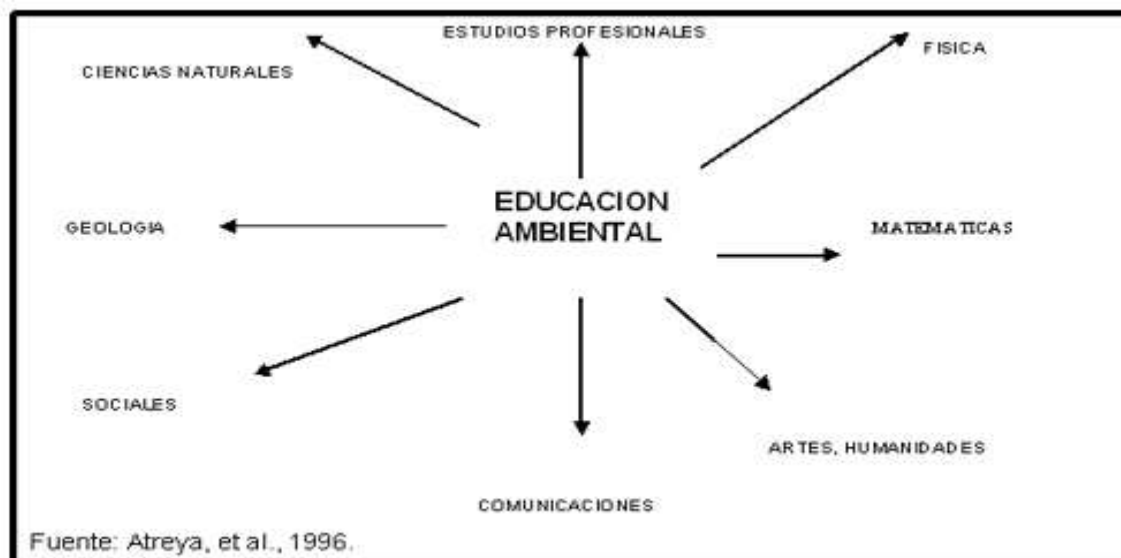 ESTUDIOS PROFESIONALES
FISICA
CIENCIAS NATURALES
EDUCACION
AMBIENTAL
GEOLOGIA
MATEMATICAS
SOCIALES
ARTES, HUMANIDADES
COMUNICACIONES
Fuente: Atreya, et al., 1996.